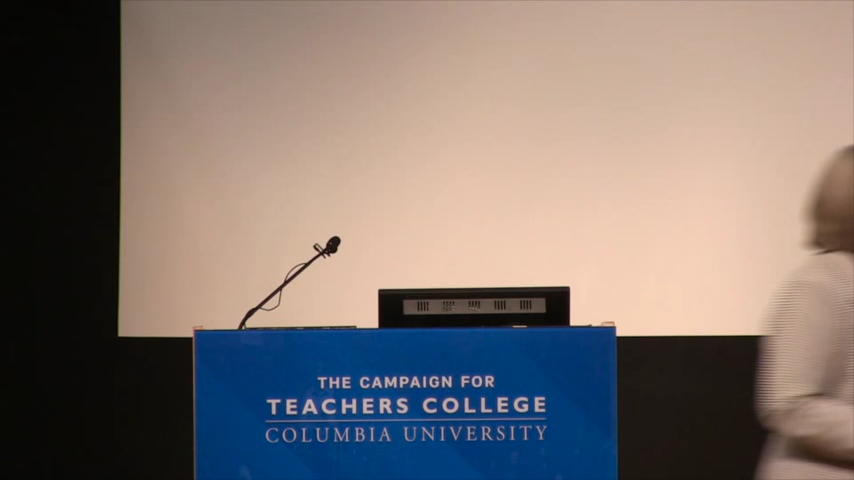 THE CAMPAIGN FOR
TEACHERS COLLEGE
COLUMBIA UNIVERSITY